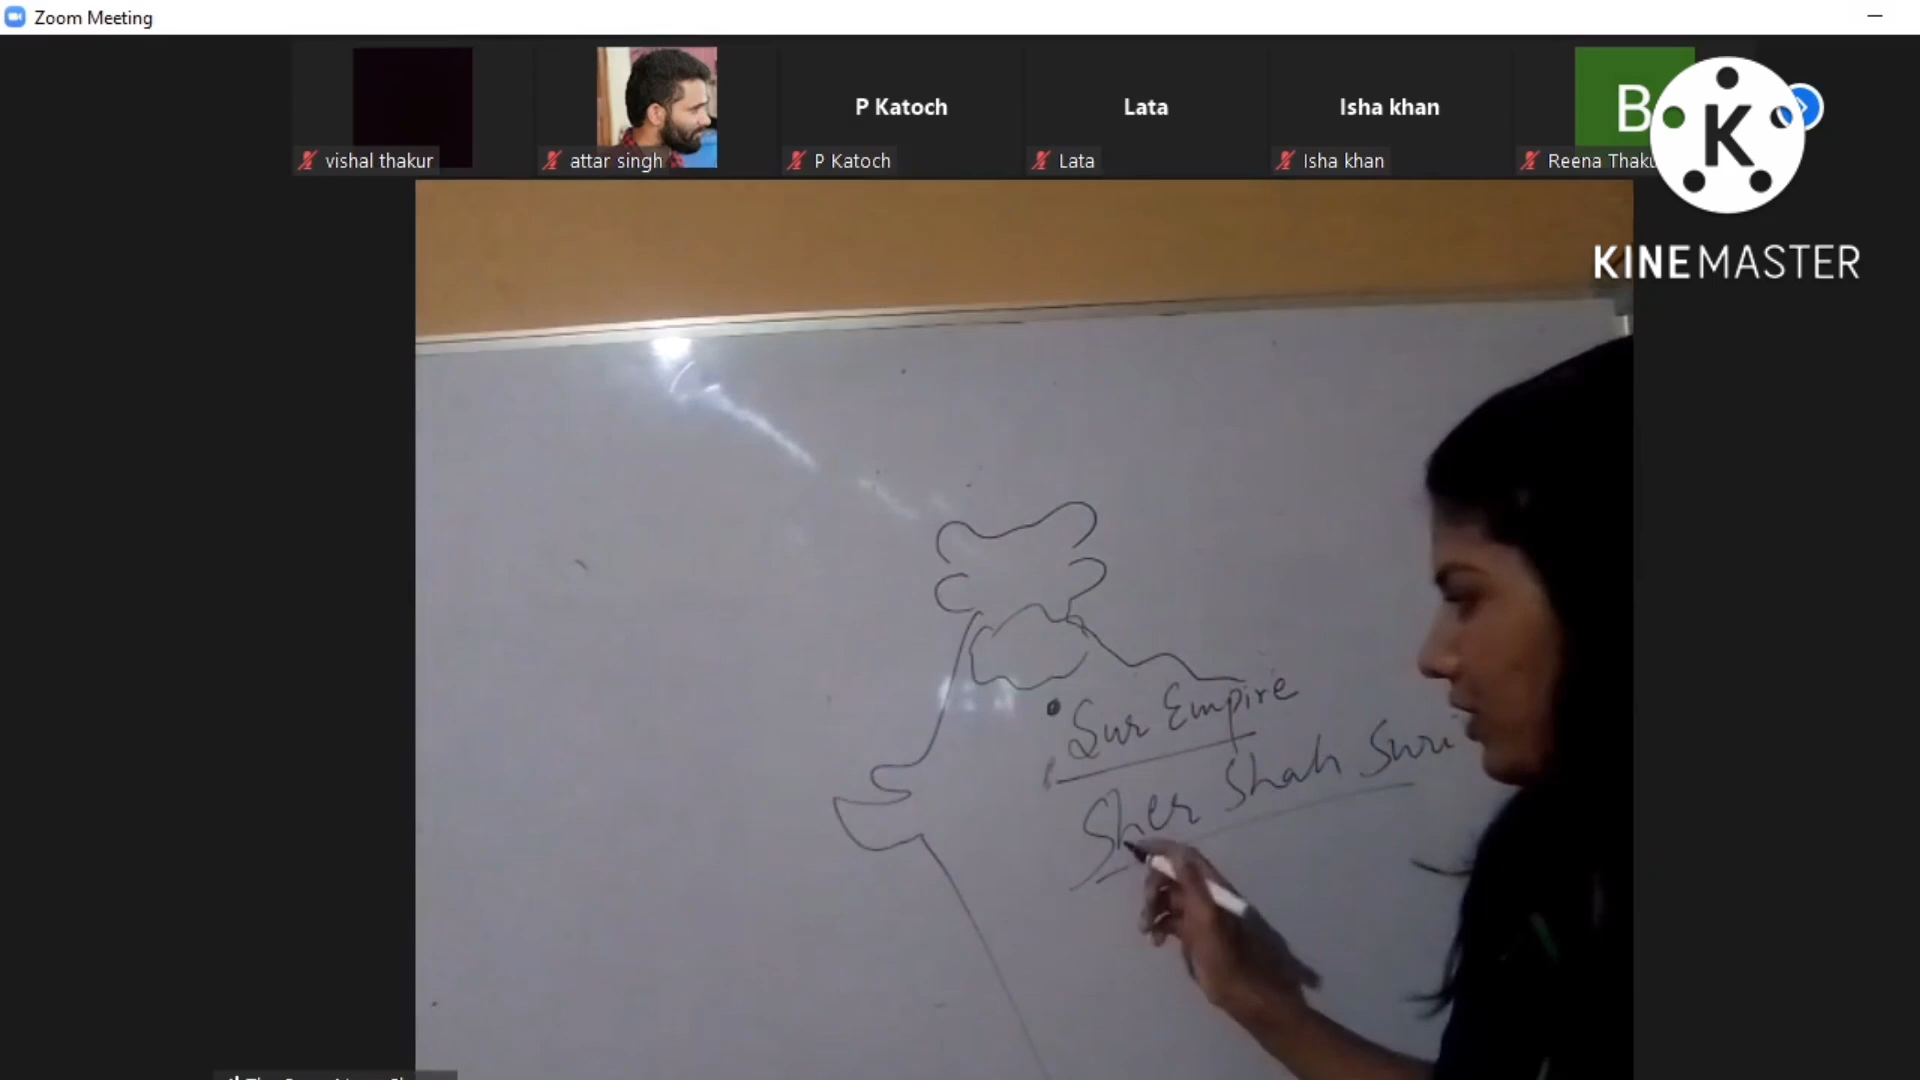 Zoom Meeting
P Katoch
Lata
Isha khan
B
vishal thakur
attar singh
P Katoch
Lata
Isha khan
Reena Thaku
K
KINEMASTER
Sur Empire
Sher Shah Suri